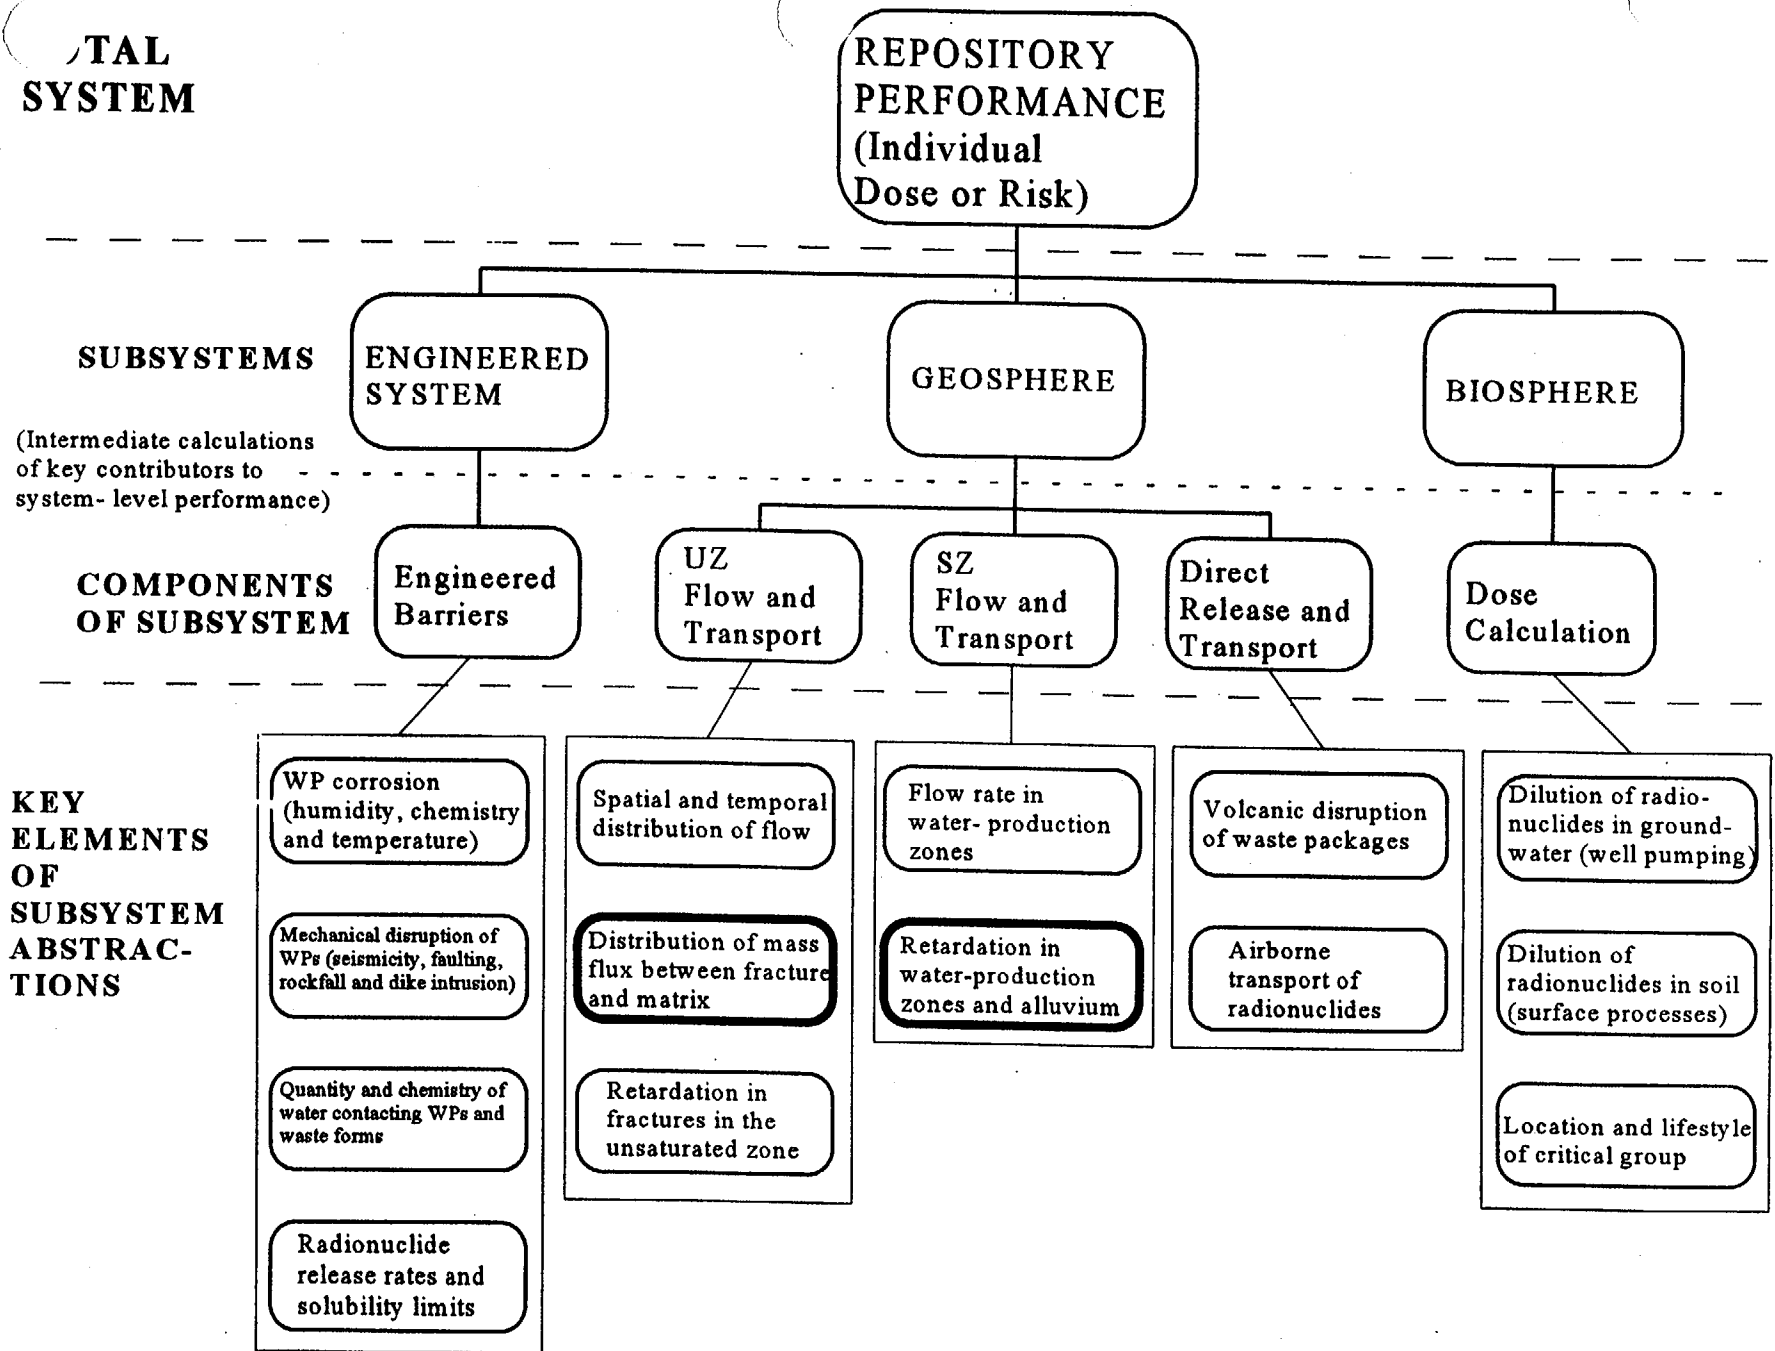 TAL
SYSTEM
REPOSITORY
PERFORMANCE
(Individual
Dose or Risk)
SUBSYSTEMS
(Intermediate calculations
of key contributors to
system- level performance)
ENGINEERED
SYSTEM
GEOSPHERE
BIOSPHERE
COMPONENTS
OF SUBSYSTEM
Engineered
Barriers
UZ
Flow and
Transport
SZ
Flow and
Transport
Direct
Release and
Transport
Dose
Calculation
KEY
ELEMENTS
OF
SUBSYSTEM
ABSTRAC-
TIONS
WP corrosion
(humidity, chemistry
and temperature)
Mechanical disruption of
WPs (seismicity, faulting,
rockfall and dike intrusion)
Quantity and chemistry of
water contacting WPs and
waste forms
Radionuclide
release rates and
solubility limits
Spatial and temporal
distribution of flow
Distribution of mass
flux between fracture
and matrix
Retardation in
fractures in the
unsaturated zone
Flow rate in
water- production
zones
Retardation in
water-production
zones and alluvium
Volcanic disruption
of waste packages
Airborne
transport of
radionuclides
Dilution of radio-
nuclides in ground-
water (well pumping)
Dilution of
radionuclides in soil
(surface processes)
Location and lifestyle
of critical group